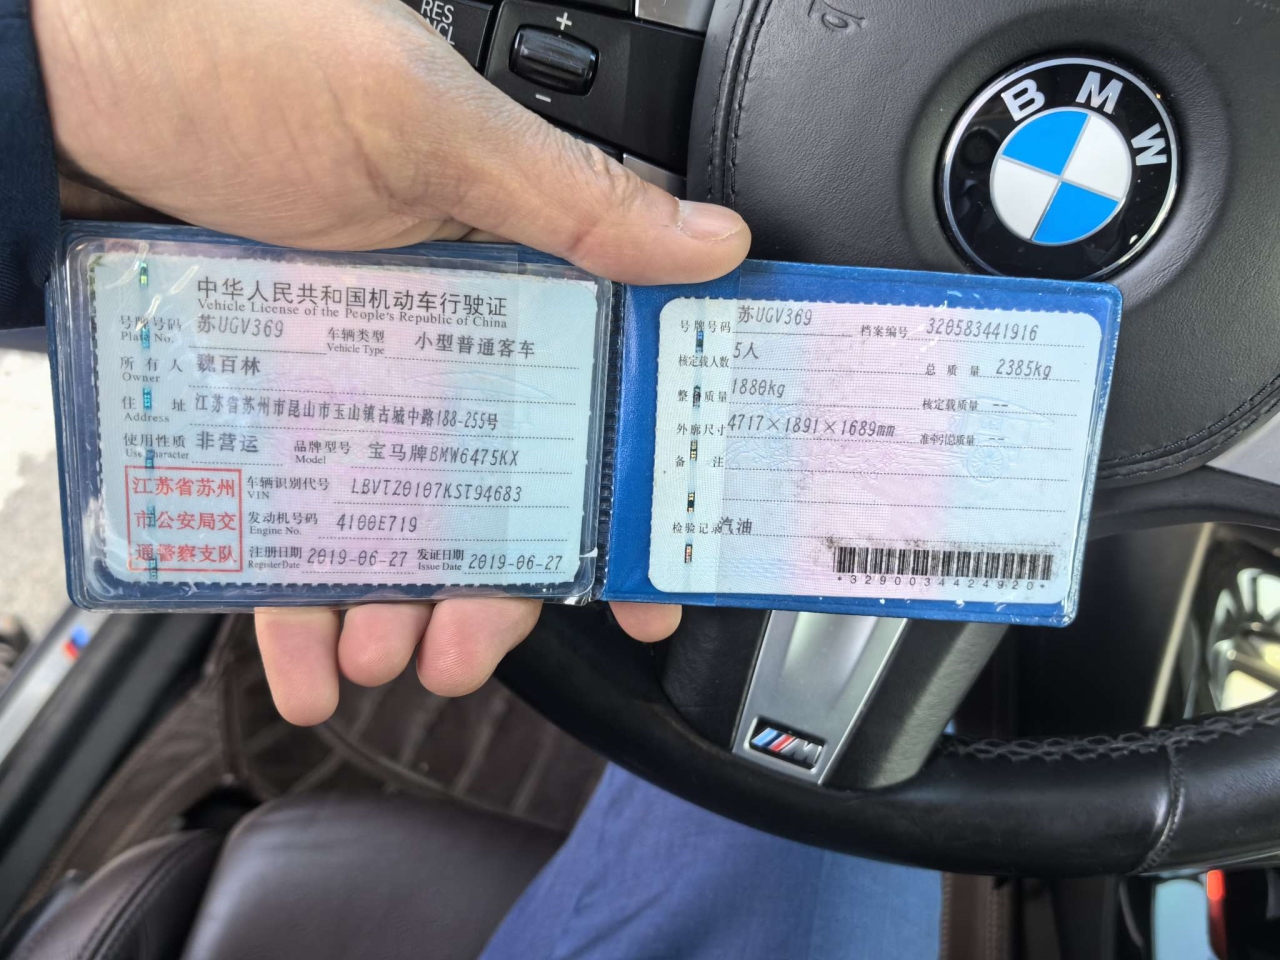 RES
+
−
BMW
中华人民共和国机动车行驶证
Vehicle License of the People's Republic of China
号牌号码 苏UGV369 车辆类型 小型普通客车
Plate No. Vehicle Type
所有人 魏百林
Owner
住址 江苏省苏州市昆山市玉山镇古城中路188-255号
Address
使用性质 非营运 品牌型号 宝马牌BMW6475KX
Use Character Model
江苏省苏州
市公安局交
通警察支队
车辆识别代号 LBVTZ0107KST94683
VIN
发动机号码 4100E719
Engine No.
注册日期 2019-06-27 发证日期 2019-06-27
Register Date Issue Date
号牌号码 苏UGV369 档案编号 320583441916
核定载人数 5人 总质量 2385kg
整备质量 1880kg 核定载质量 --
外廓尺寸 4717×1891×1689mm 准牵引总质量 --
备注
检验记录 汽油
*3290034424920*
M